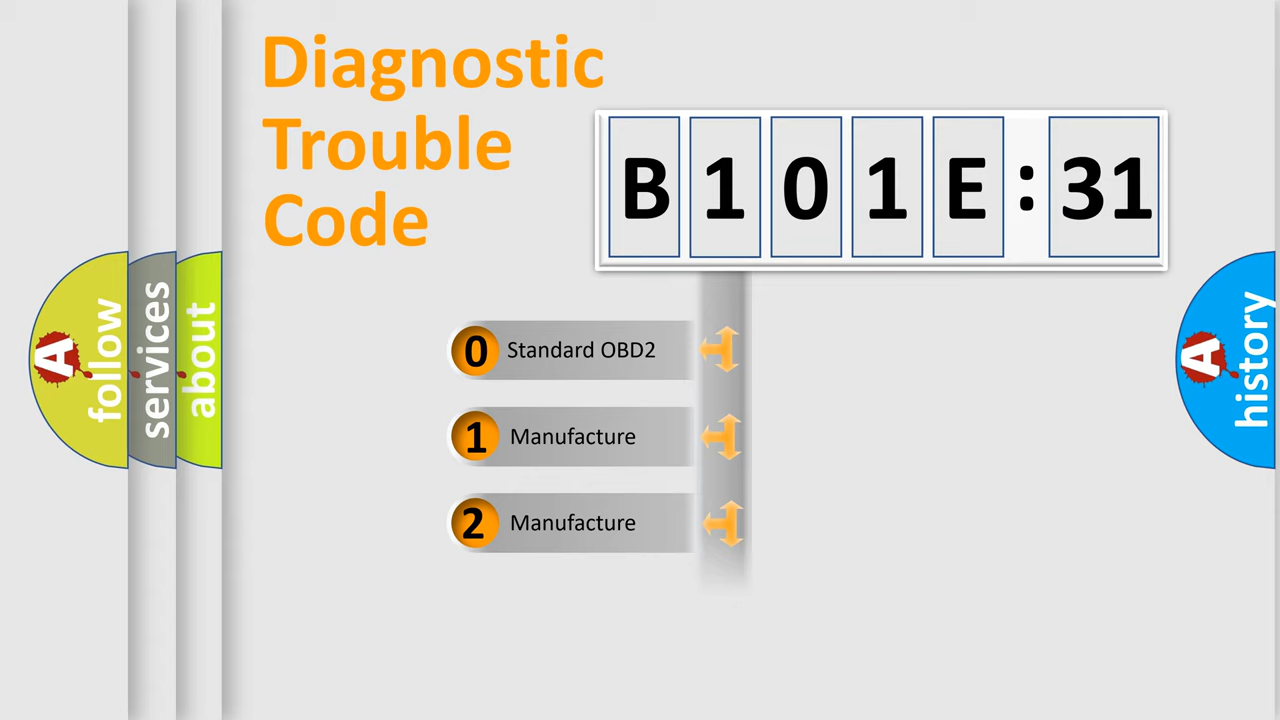 Diagnostic
Trouble
Code
B 1 0 1 E : 31
0 Standard OBD2
1 Manufacture
2 Manufacture
A follow
services
about
A history